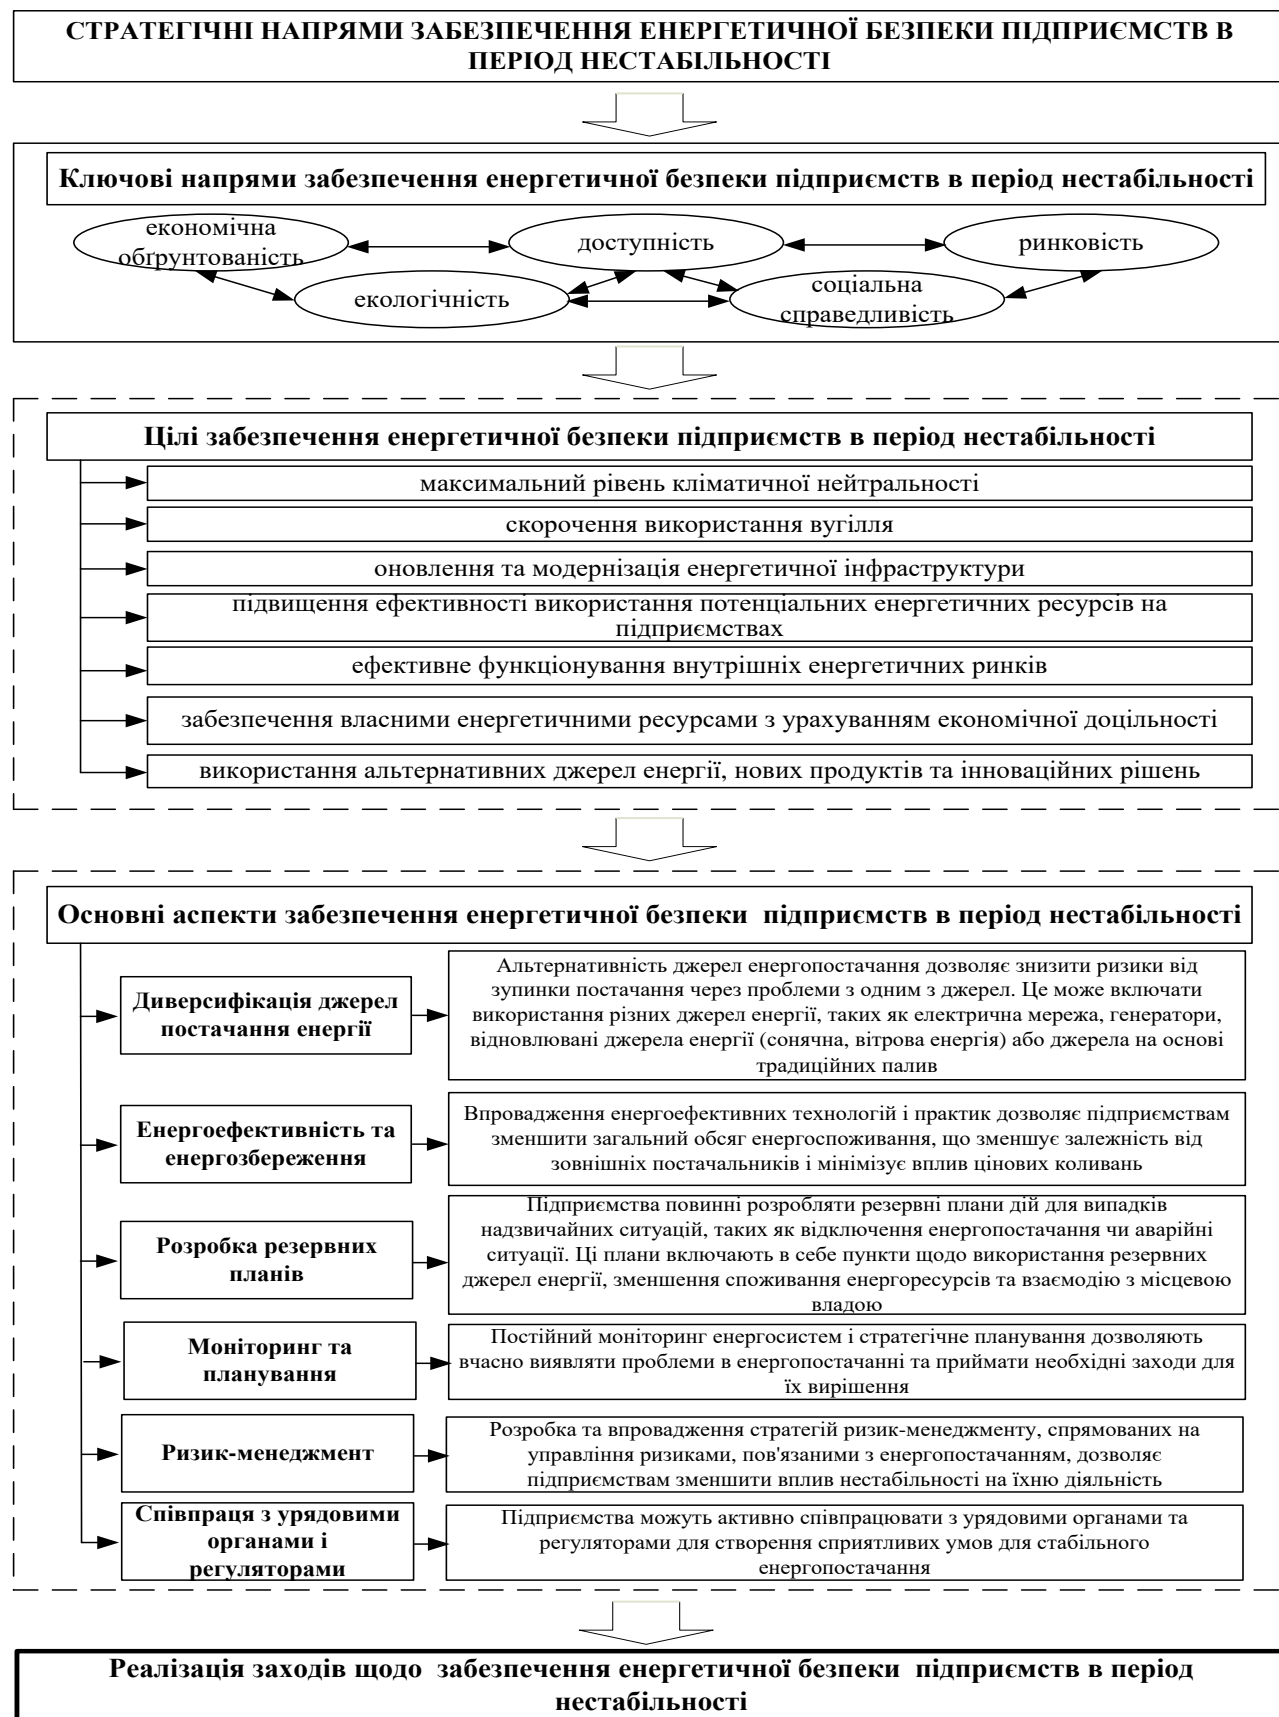 СТРАТЕГІЧНІ НАПРЯМИ ЗАБЕЗПЕЧЕННЯ ЕНЕРГЕТИЧНОЇ БЕЗПЕКИ ПІДПРИЄМСТВ В
ПЕРІОД НЕСТАБІЛЬНОСТІ
Ключові напрями забезпечення енергетичної безпеки підприємств в період нестабільності
економічна
обґрунтованість
доступність
ринковість
екологічність
соціальна
справедливість
Цілі забезпечення енергетичної безпеки підприємств в період нестабільності
максимальний рівень кліматичної нейтральності
скорочення використання вугілля
оновлення та модернізація енергетичної інфраструктури
підвищення ефективності використання потенціальних енергетичних ресурсів на
підприємствах
ефективне функціонування внутрішніх енергетичних ринків
забезпечення власними енергетичними ресурсами з урахуванням економічної доцільності
використання альтернативних джерел енергії, нових продуктів та інноваційних рішень
Основні аспекти забезпечення енергетичної безпеки підприємств в період нестабільності
Диверсифікація джерел
постачання енергії
Альтернативність джерел енергопостачання дозволяє знизити ризики від
зупинки постачання через проблеми з одним з джерел. Це може включати
використання різних джерел енергії, таких як електрична мережа, генератори,
відновлювані джерела енергії (сонячна, вітрова енергія) або джерела на основі
традиційних палив
Енергоефективність та
енергозбереження
Впровадження енергоефективних технологій і практик дозволяє підприємствам
зменшити загальний обсяг енергоспоживання, що зменшує залежність від
зовнішніх постачальників і мінімізує вплив цінових коливань
Розробка резервних
планів
Підприємства повинні розробляти резервні плани дій для випадків
надзвичайних ситуацій, таких як відключення енергопостачання чи аварійні
ситуації. Ці плани включають в себе пункти щодо використання резервних
джерел енергії, зменшення споживання енергоресурсів та взаємодію з місцевою
владою
Моніторинг та
планування
Постійний моніторинг енергосистем і стратегічне планування дозволяють
вчасно виявляти проблеми в енергопостачанні та приймати необхідні заходи для
їх вирішення
Ризик-менеджмент
Розробка та впровадження стратегій ризик-менеджменту, спрямованих на
управління ризиками, пов'язаними з енергопостачанням, дозволяє
підприємствам зменшити вплив нестабільності на їхню діяльність
Співпраця з урядовими
органами і
регуляторами
Підприємства можуть активно співпрацювати з урядовими органами та
регуляторами для створення сприятливих умов для стабільного
енергопостачання
Реалізація заходів щодо забезпечення енергетичної безпеки підприємств в період
нестабільності